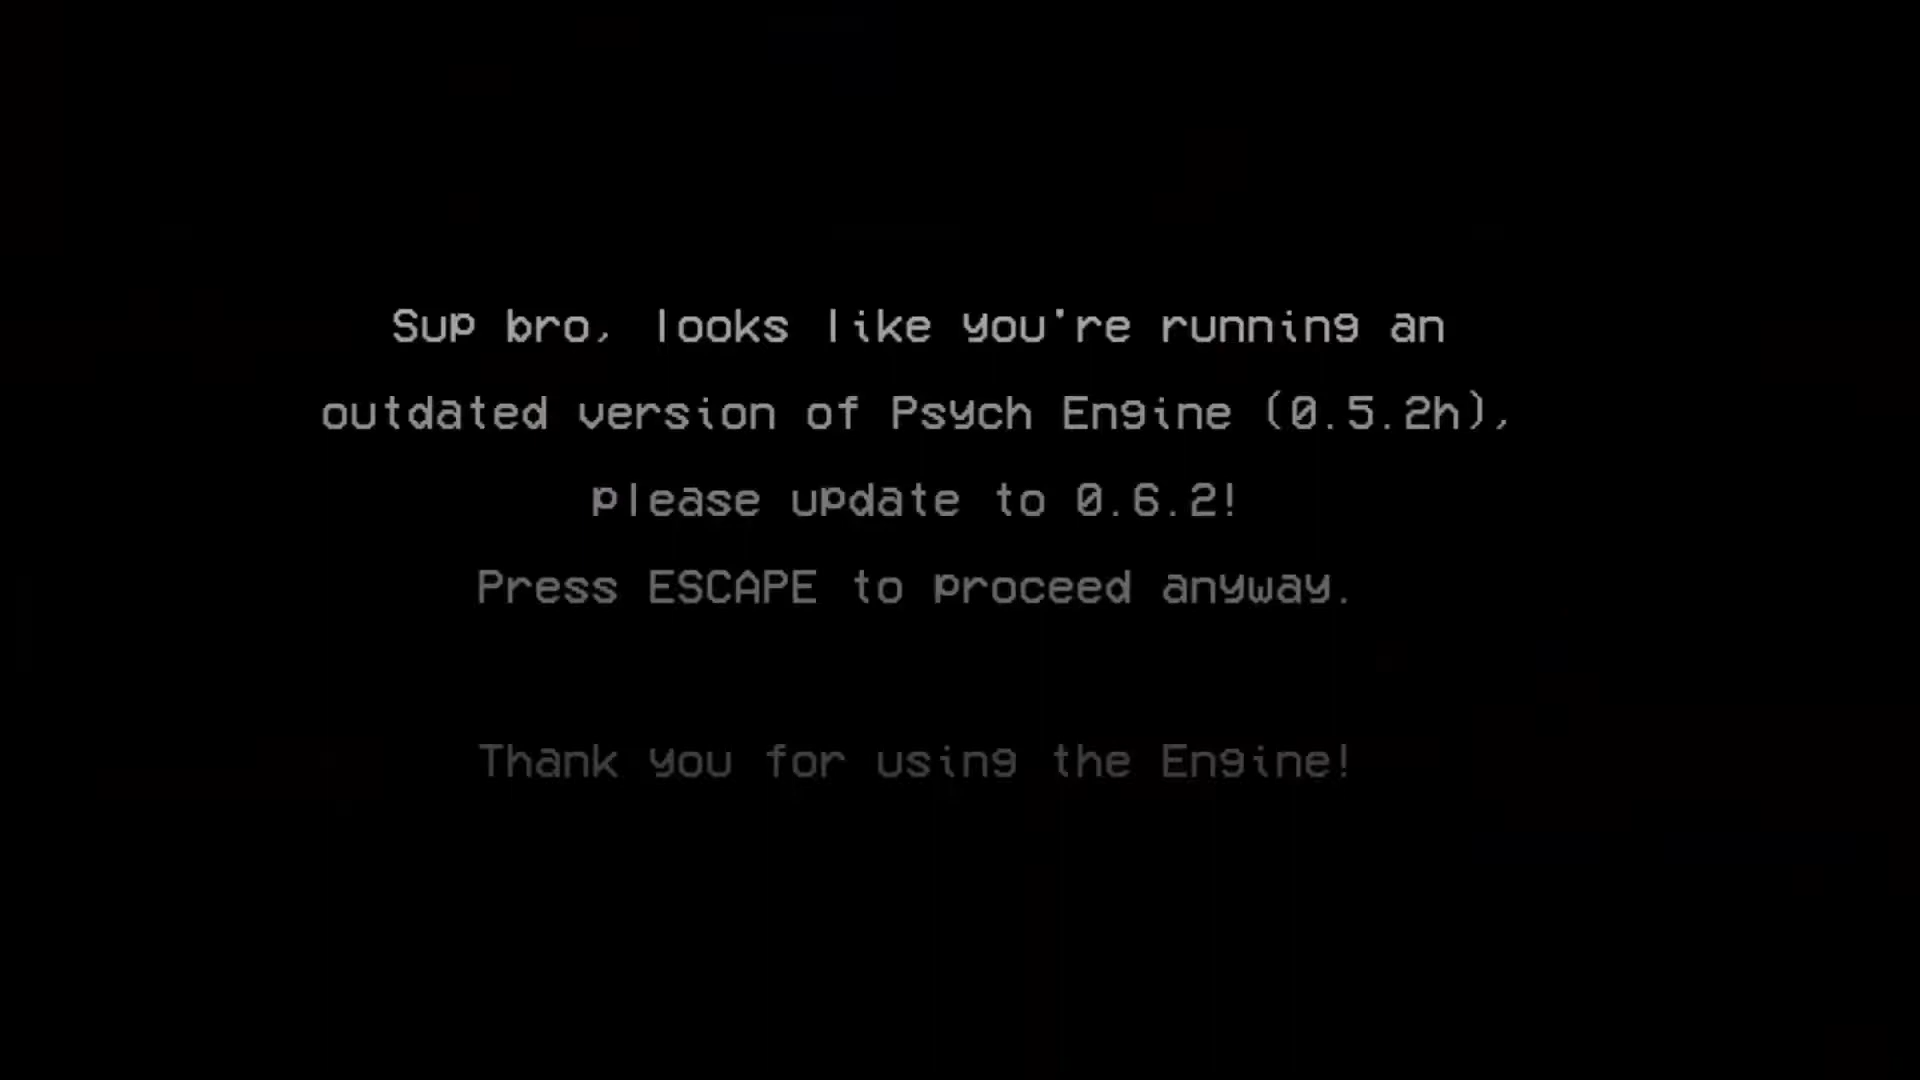 Sup bro, looks like you're running an
outdated version of Psych Engine (0.5.2h),
please update to 0.6.2!
Press ESCAPE to proceed anyway.
Thank you for using the Engine!